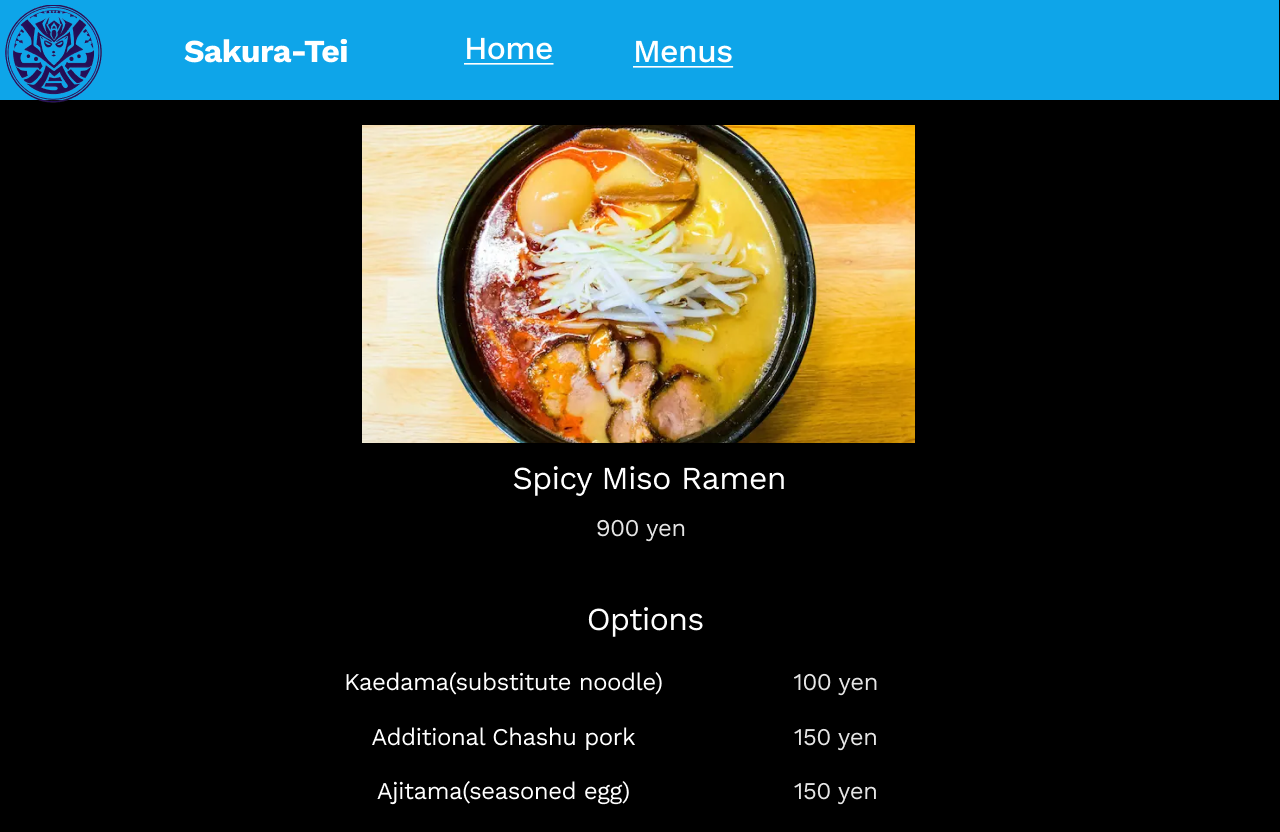 Sakura-Tei Home Menus
Spicy Miso Ramen
900 yen
Options
Kaedama(substitute noodle) 100 yen
Additional Chashu pork 150 yen
Ajitama(seasoned egg) 150 yen